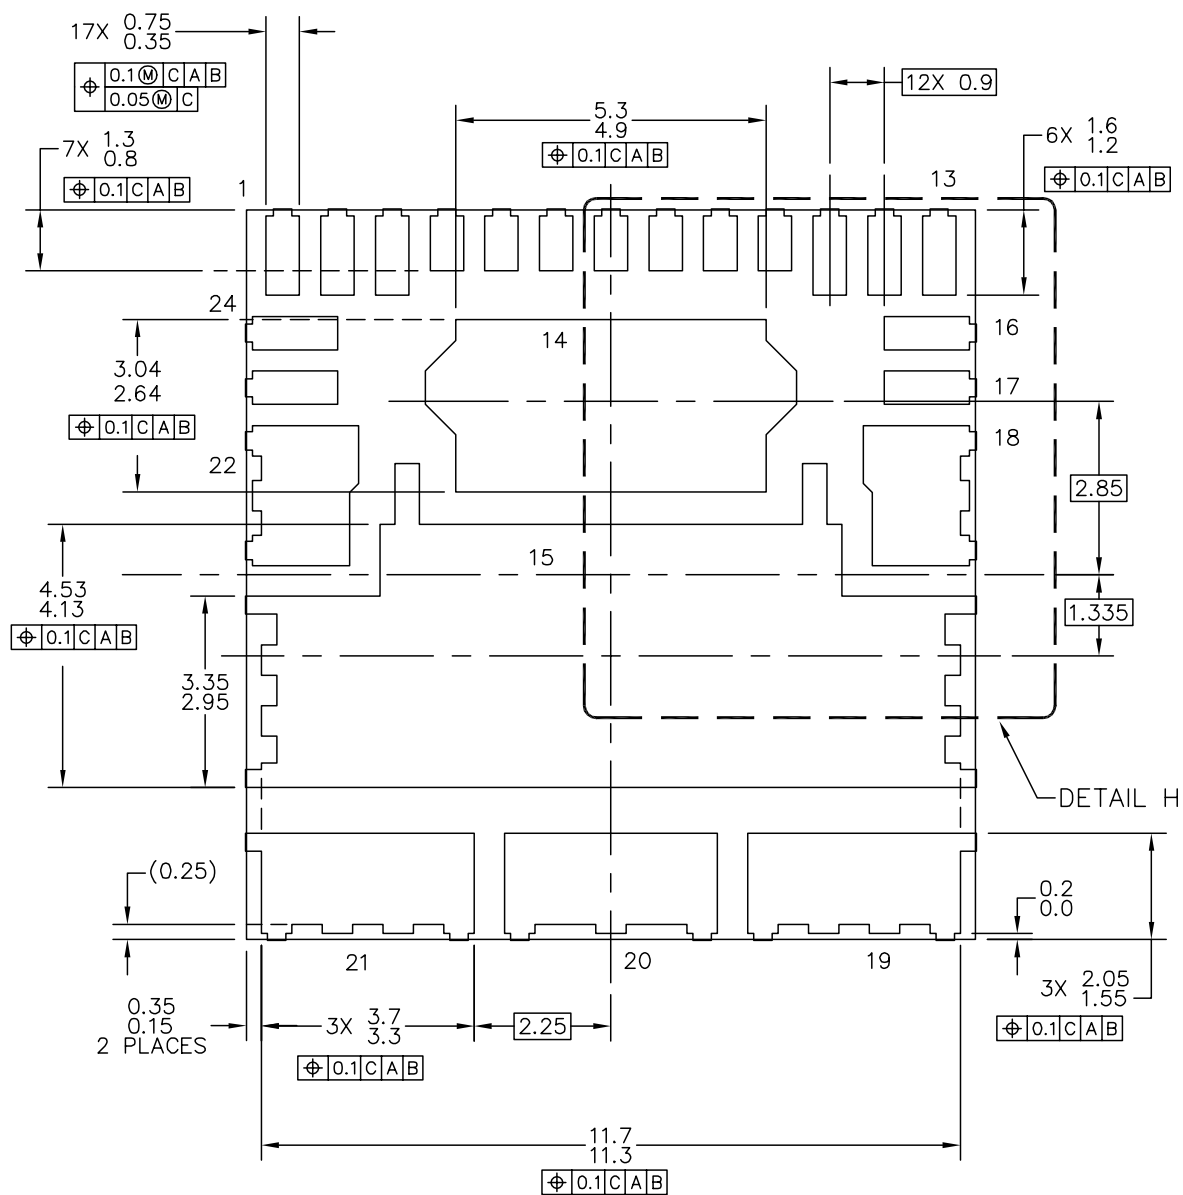 17X 0.75
0.35
⌖ 0.1Ⓜ C A B
0.05Ⓜ C
7X 1.3
0.8
⌖ 0.1 C A B
5.3
4.9
⌖ 0.1 C A B
12X 0.9
6X 1.6
1.2
⌖ 0.1 C A B
1
13
24
14
16
3.04
2.64
⌖ 0.1 C A B
17
22
18
2.85
15
4.53
4.13
⌖ 0.1 C A B
1.335
3.35
2.95
DETAIL H
(0.25)
0.2
0.0
21
20
19
3X 2.05
1.55
⌖ 0.1 C A B
0.35
0.15
2 PLACES
3X 3.7
3.3
⌖ 0.1 C A B
2.25
11.7
11.3
⌖ 0.1 C A B